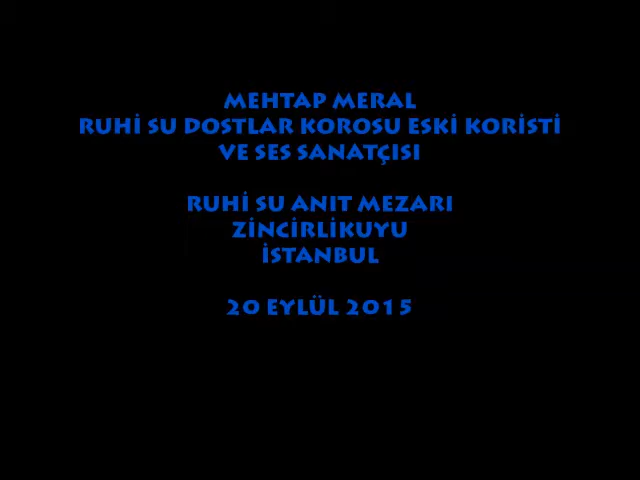 MEHTAP MERAL
RUHİ SU DOSTLAR KOROSU ESKİ KORİSTİ
VE SES SANATÇISI
RUHİ SU ANIT MEZARI
ZİNCİRLİKUYU
İSTANBUL
20 EYLÜL 2015